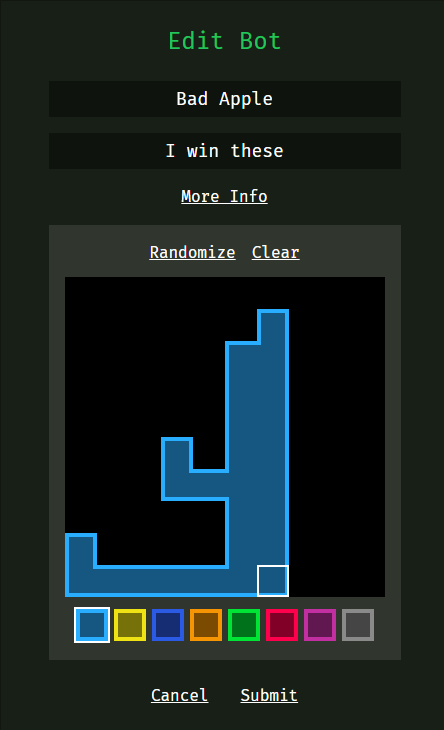 Edit Bot
Bad Apple
I win these
More Info
Randomize Clear
Cancel Submit